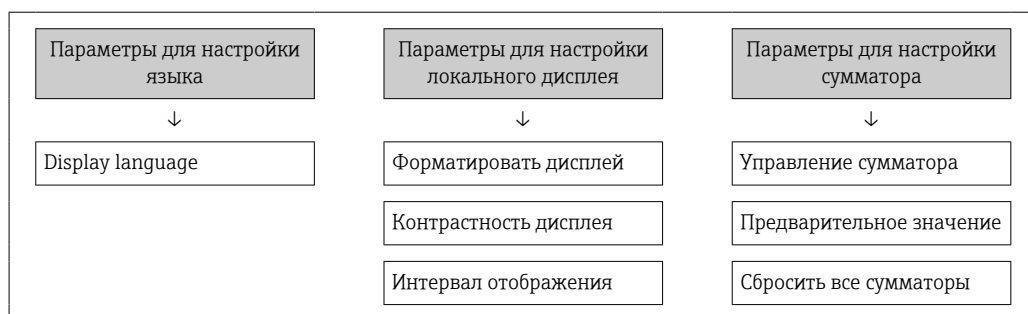 Параметры для настройки
языка
↓
Display language
Параметры для настройки
локального дисплея
↓
Форматировать дисплей
Контрастность дисплея
Интервал отображения
Параметры для настройки
сумматора
↓
Управление сумматора
Предварительное значение
Сбросить все сумматоры